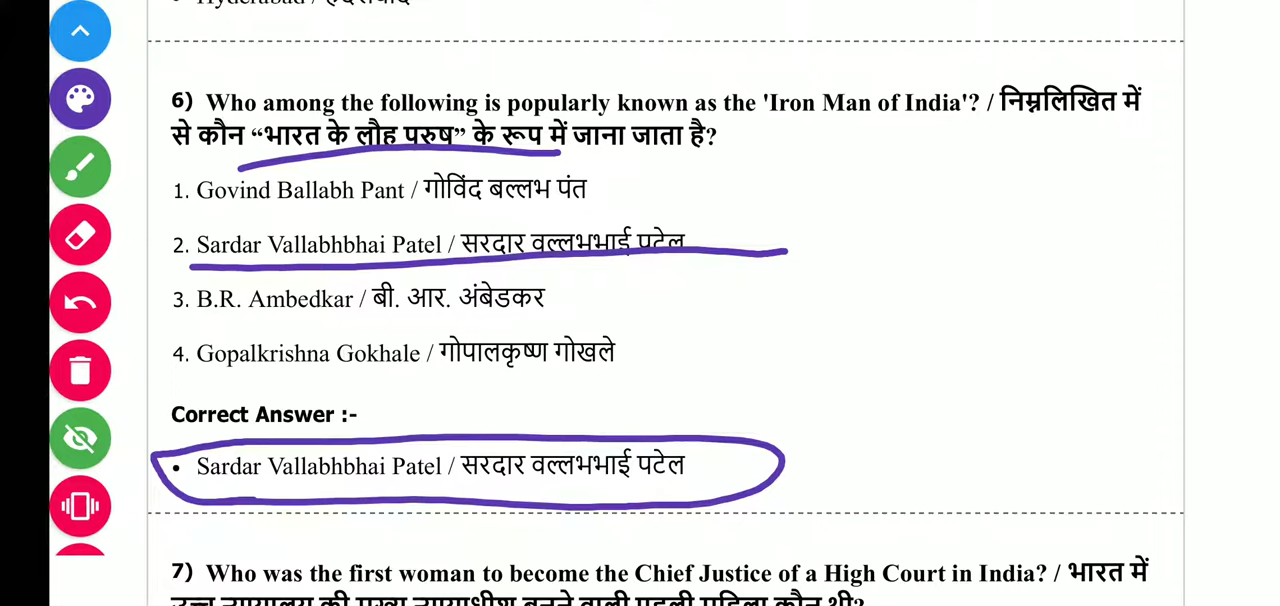 6) Who among the following is popularly known as the 'Iron Man of India'? / निम्नलिखित में
से कौन “भारत के लौह परुष” के रूप में जाना जाता है?
1. Govind Ballabh Pant / गोविंद बल्लभ पंत
2. Sardar Vallabhbhai Patel / सरदार वल्लभभाई पटेल
3. B.R. Ambedkar / बी. आर. अंबेडकर
4. Gopalkrishna Gokhale / गोपालकृष्ण गोखले
Correct Answer :-
• Sardar Vallabhbhai Patel / सरदार वल्लभभाई पटेल
7) Who was the first woman to become the Chief Justice of a High Court in India? / भारत में